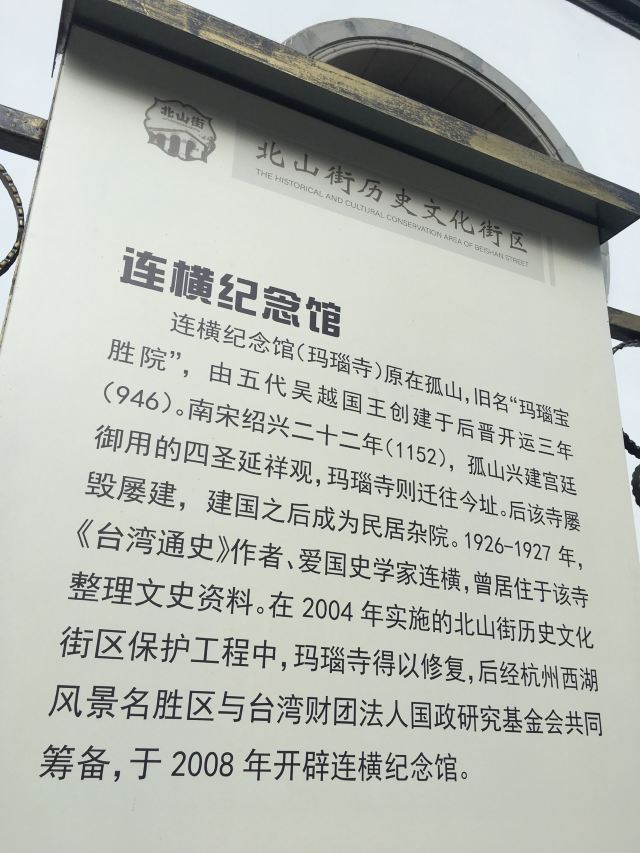 北山街
北山街历史文化街区
THE HISTORICAL AND CULTURAL CONSERVATION AREA OF BEISHAN STREET
连横纪念馆
连横纪念馆(玛瑙寺)原在孤山,旧名“玛瑙宝
胜院”,由五代吴越国王创建于后晋开运三年
(946)。南宋绍兴二十二年(1152),孤山兴建宫廷
御用的四圣延祥观,玛瑙寺则迁往今址。后该寺屡
毁屡建,建国之后成为民居杂院。1926-1927年,
《台湾通史》作者、爱国史学家连横,曾居住于该寺
整理文史资料。在2004年实施的北山街历史文化
街区保护工程中,玛瑙寺得以修复,后经杭州西湖
风景名胜区与台湾财团法人国政研究基金会共同
筹备,于2008年开辟连横纪念馆。